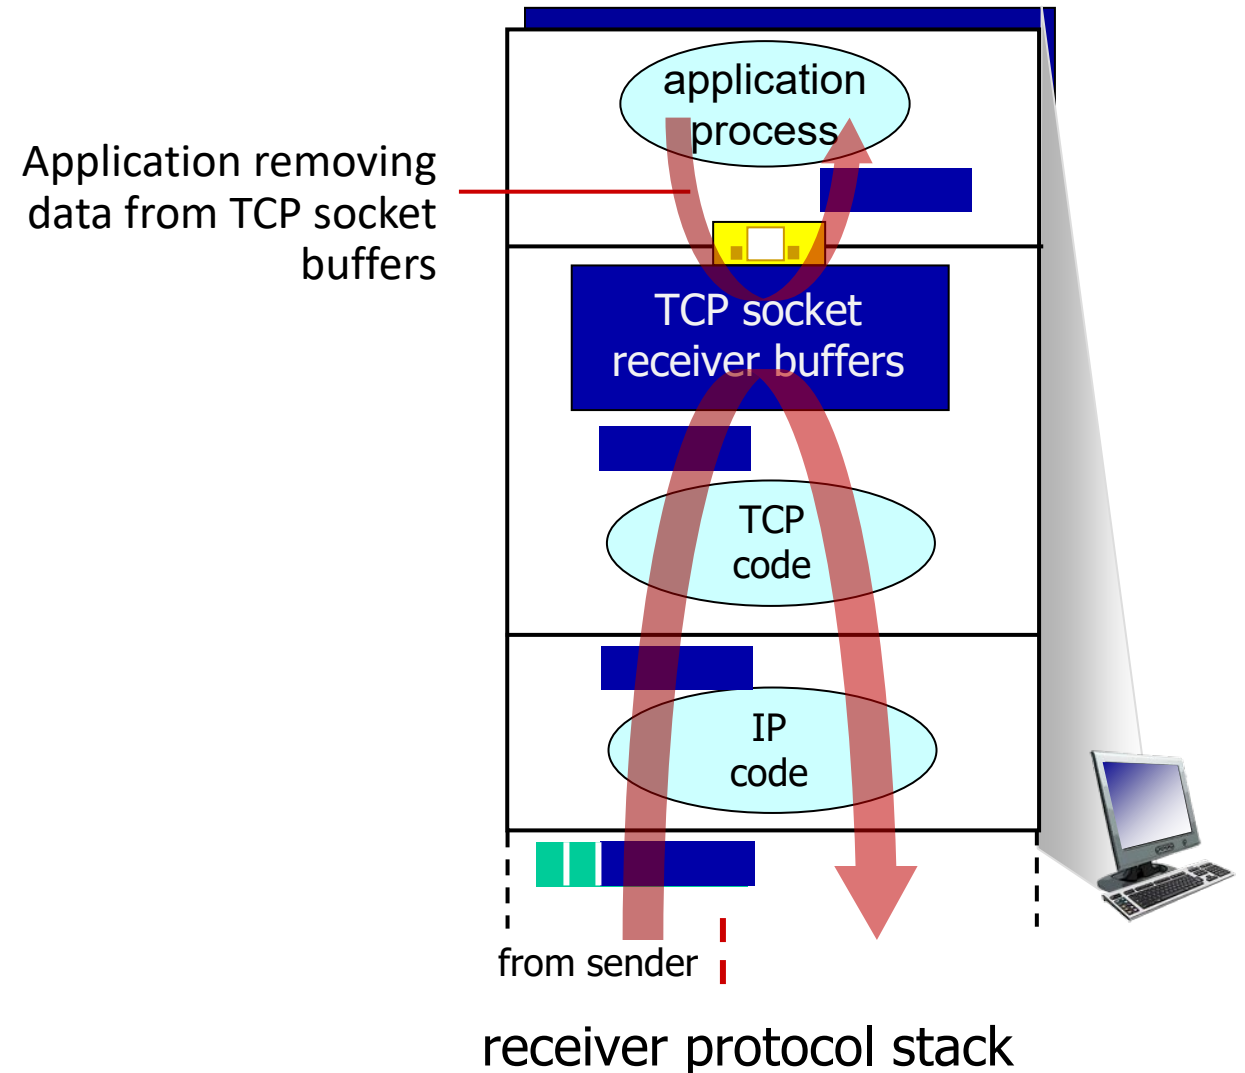 application
process
Application removing
data from TCP socket
buffers
TCP socket
receiver buffers
TCP
code
IP
code
from sender
receiver protocol stack